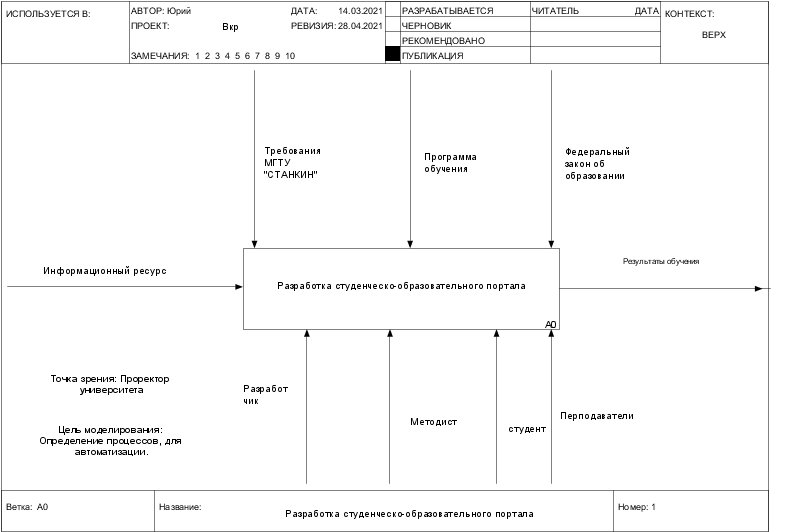 ИСПОЛЬЗУЕТСЯ В:
АВТОР: Юрий
ДАТА: 14.03.2021
РАЗРАБАТЫВАЕТСЯ
ЧИТАТЕЛЬ
ДАТА
КОНТЕКСТ:
ПРОЕКТ: Вкр
РЕВИЗИЯ: 28.04.2021
ЧЕРНОВИК
РЕКОМЕНДОВАНО
ВЕРХ
ЗАМЕЧАНИЯ: 1 2 3 4 5 6 7 8 9 10
ПУБЛИКАЦИЯ
Требования
МГТУ
"СТАНКИН"
Программа
обучения
Федеральный
закон об
образовании
Информационный ресурс
Разработка студенческо-образовательного портала
A0
Результаты обучения
Точка зрения: Проректор
университета
Цель моделирования:
Определение процессов, для
автоматизации.
Разработ
чик
Методист
студент
Перподаватели
Ветка: A0
Название:
Разработка студенческо-образовательного портала
Номер: 1